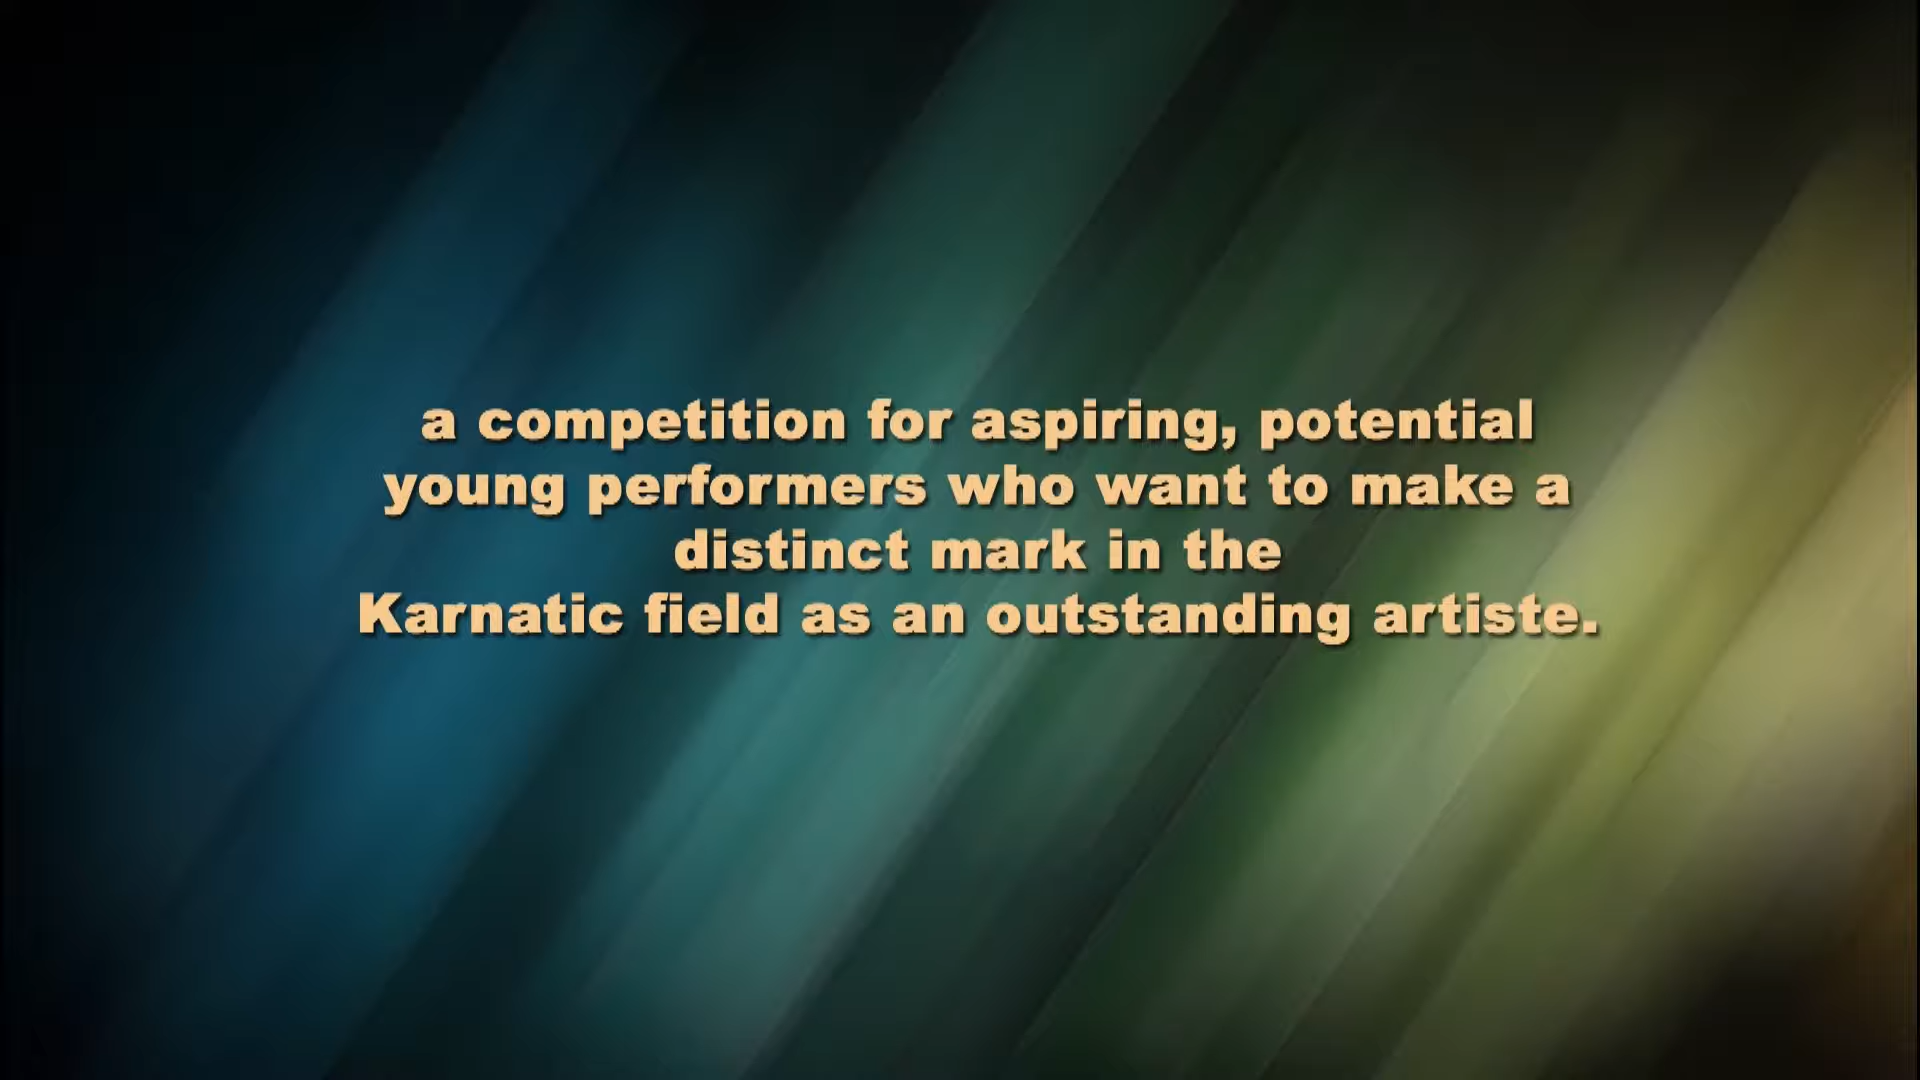 a competition for aspiring, potential
young performers who want to make a
distinct mark in the
Karnatic field as an outstanding artiste.